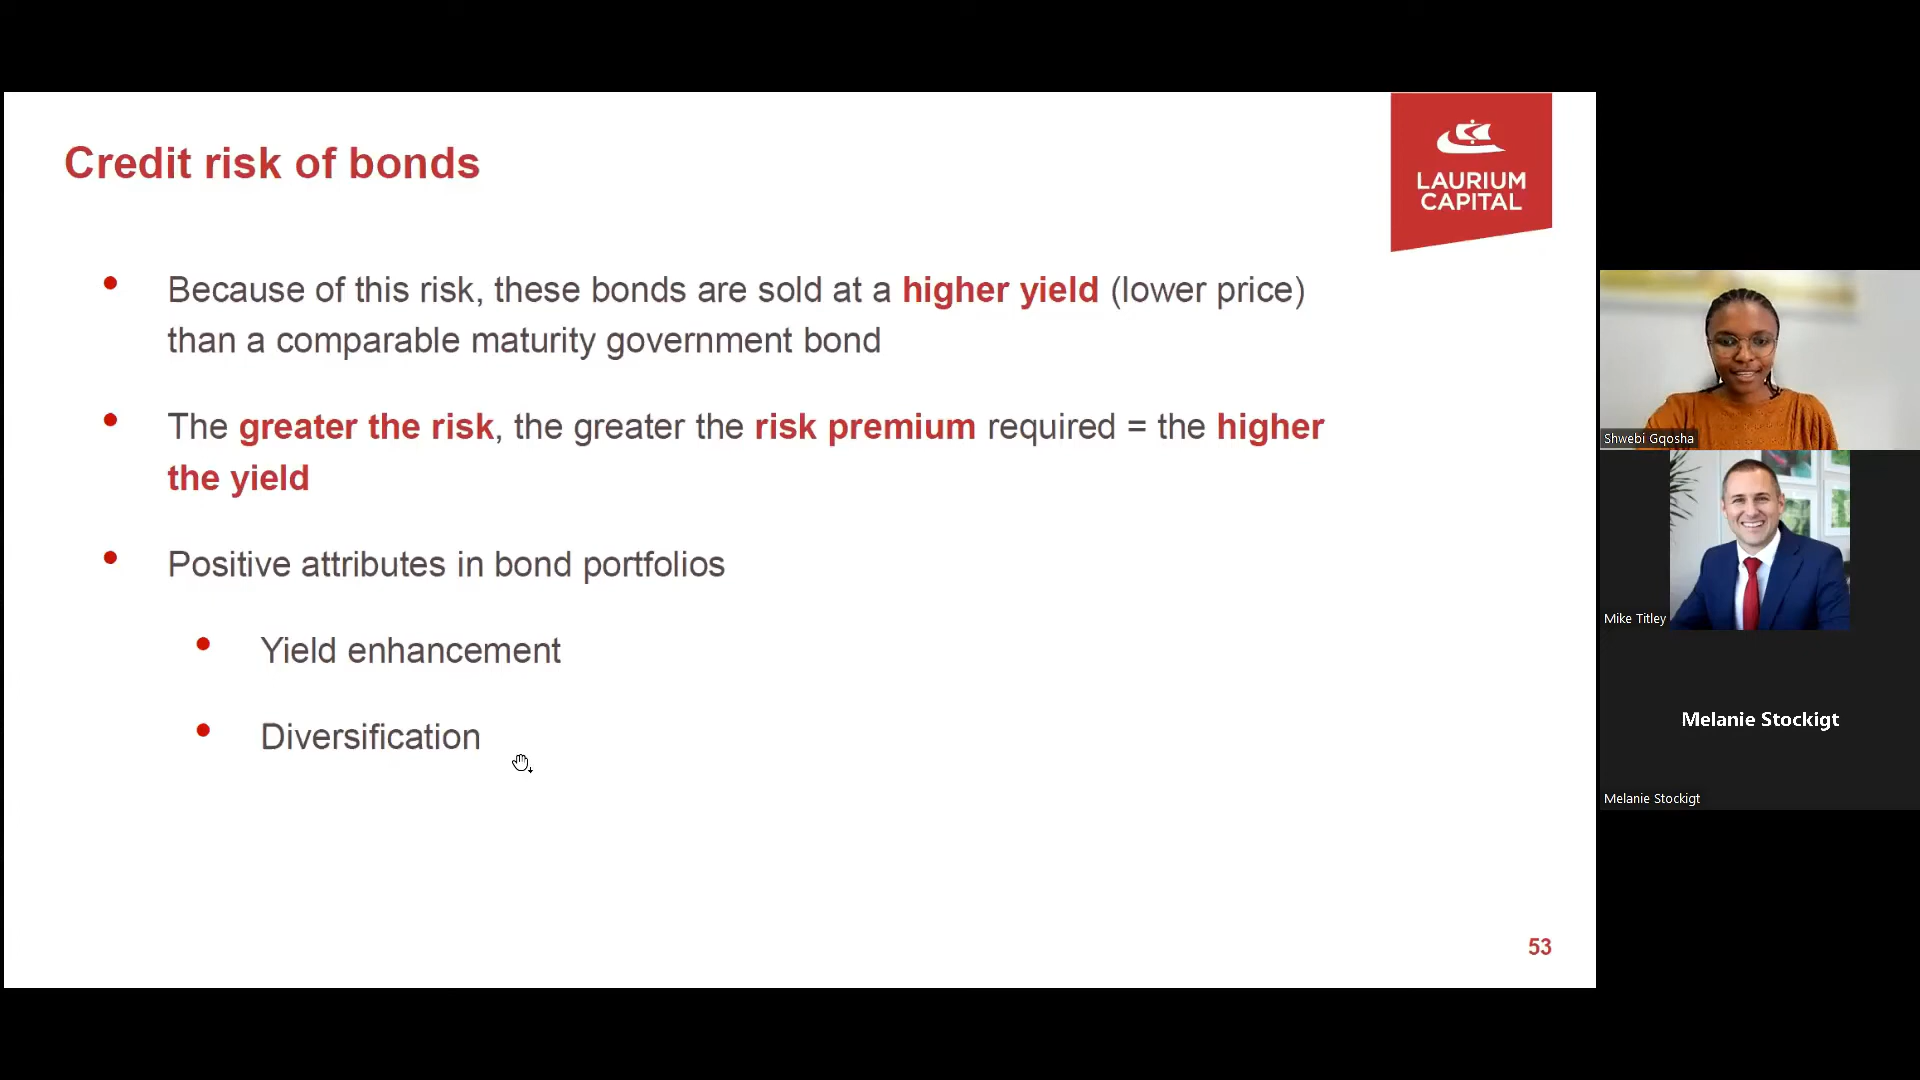 Credit risk of bonds
LAURIUM
CAPITAL
• Because of this risk, these bonds are sold at a higher yield (lower price)
than a comparable maturity government bond
• The greater the risk, the greater the risk premium required = the higher
the yield
• Positive attributes in bond portfolios
• Yield enhancement
• Diversification
53
Shwebi Gqosha
Mike Titley
Melanie Stockigt
Melanie Stockigt